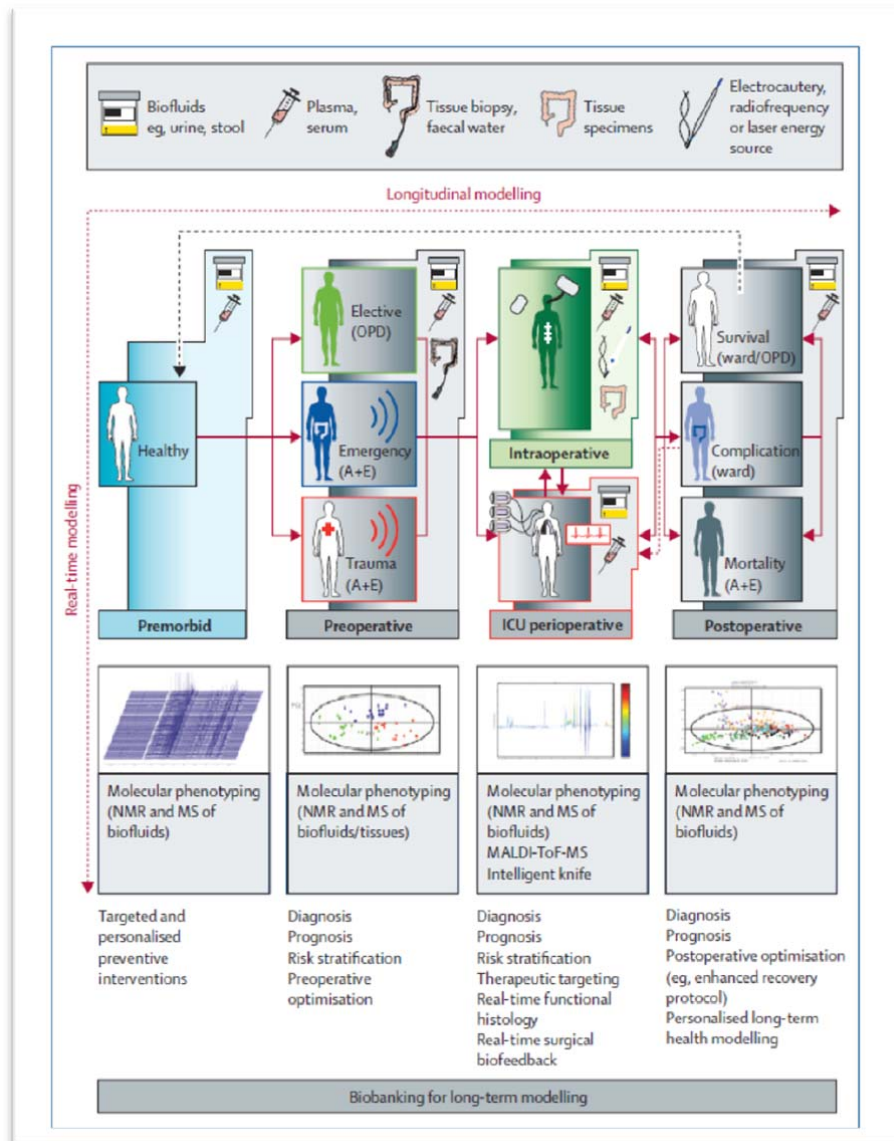 Biofluids
eg, urine, stool
Plasma,
serum
Tissue biopsy,
faecal water
Tissue
specimens
Electrocautery,
radiofrequency
or laser energy
source
Longitudinal modelling
Real-time modelling
Healthy
Premorbid
Elective
(OPD)
Emergency
(A+E)
Trauma
(A+E)
Preoperative
Intraoperative
ICU perioperative
Survival
(ward/OPD)
Complication
(ward)
Mortality
(A+E)
Postoperative
Molecular phenotyping
(NMR and MS of
biofluids)
Molecular phenotyping
(NMR and MS of
biofluids/tissues)
Molecular phenotyping
(NMR and MS of
biofluids)
MALDI-ToF-MS
Intelligent knife
Molecular phenotyping
(NMR and MS of
biofluids)
Targeted and
personalised
preventive
interventions
Diagnosis
Prognosis
Risk stratification
Preoperative
optimisation
Diagnosis
Prognosis
Risk stratification
Therapeutic targeting
Real-time functional
histology
Real-time surgical
biofeedback
Diagnosis
Prognosis
Postoperative optimisation
(eg, enhanced recovery
protocol)
Personalised long-term
health modelling
Biobanking for long-term modelling